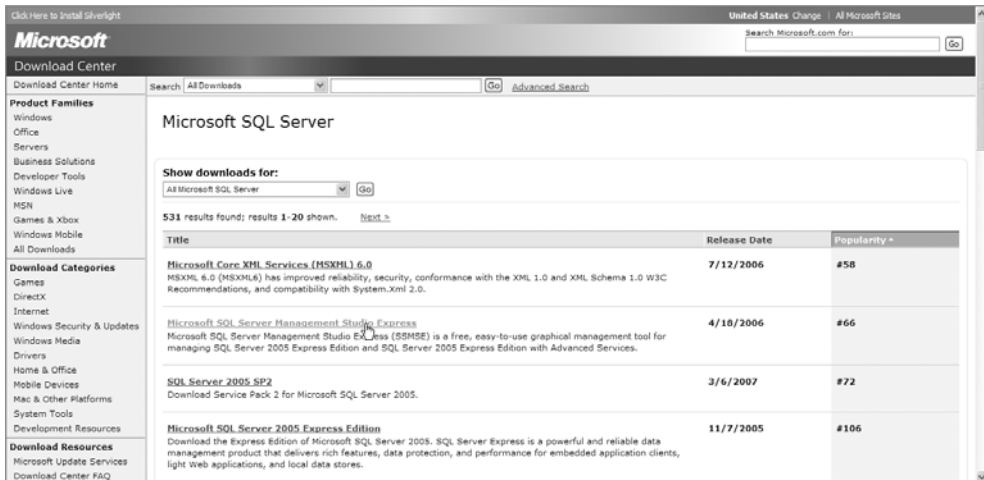 Click Here to Install Silverlight
United States Change | All Microsoft Sites
Microsoft
Search Microsoft.com for:
Go
Download Center
Download Center Home
Search All Downloads Go Advanced Search
Product Families
Windows
Office
Servers
Business Solutions
Developer Tools
Windows Live
MSN
Games & Xbox
Windows Mobile
All Downloads
Download Categories
Games
DirectX
Internet
Windows Security & Updates
Windows Media
Drivers
Home & Office
Mobile Devices
Mac & Other Platforms
System Tools
Development Resources
Download Resources
Microsoft Update Services
Download Center FAQ
Microsoft SQL Server
Show downloads for:
All Microsoft SQL Server Go
531 results found; results 1-20 shown. Next >
Title Release Date Popularity
Microsoft Core XML Services (MSXML) 6.0 7/12/2006 #58
MSXML 6.0 (MSXML6) has improved reliability, security, conformance with the XML 1.0 and XML Schema 1.0 W3C
Recommendations, and compatibility with System.Xml 2.0.
Microsoft SQL Server Management Studio Express 4/18/2006 #66
Microsoft SQL Server Management Studio Express (SSMSE) is a free, easy-to-use graphical management tool for
managing SQL Server 2005 Express Edition and SQL Server 2005 Express Edition with Advanced Services.
SQL Server 2005 SP2 3/6/2007 #72
Download Service Pack 2 for Microsoft SQL Server 2005.
Microsoft SQL Server 2005 Express Edition 11/7/2005 #106
Download the Express Edition of Microsoft SQL Server 2005. SQL Server Express is a powerful and reliable data
management product that delivers rich features, data protection, and performance for embedded application clients,
light Web applications, and local data stores.